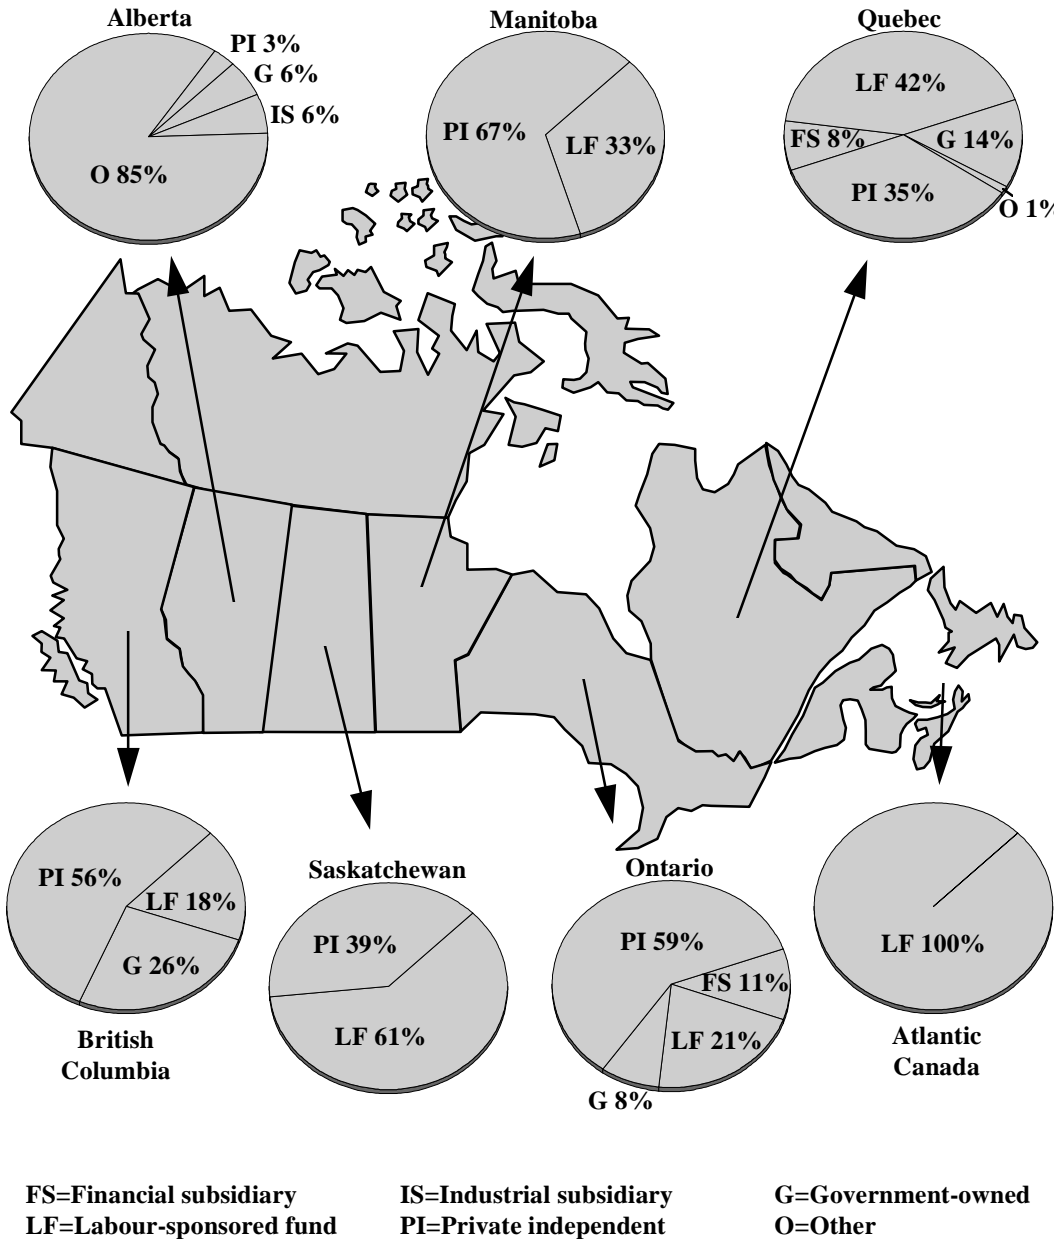 Alberta
PI 3%
G 6%
IS 6%
O 85%
Manitoba
PI 67%
LF 33%
Quebec
LF 42%
FS 8%
G 14%
PI 35%
O 1%
PI 56%
LF 18%
G 26%
British
Columbia
Saskatchewan
PI 39%
LF 61%
Ontario
PI 59%
FS 11%
LF 21%
G 8%
LF 100%
Atlantic
Canada
FS=Financial subsidiary
IS=Industrial subsidiary
G=Government-owned
LF=Labour-sponsored fund
PI=Private independent
O=Other